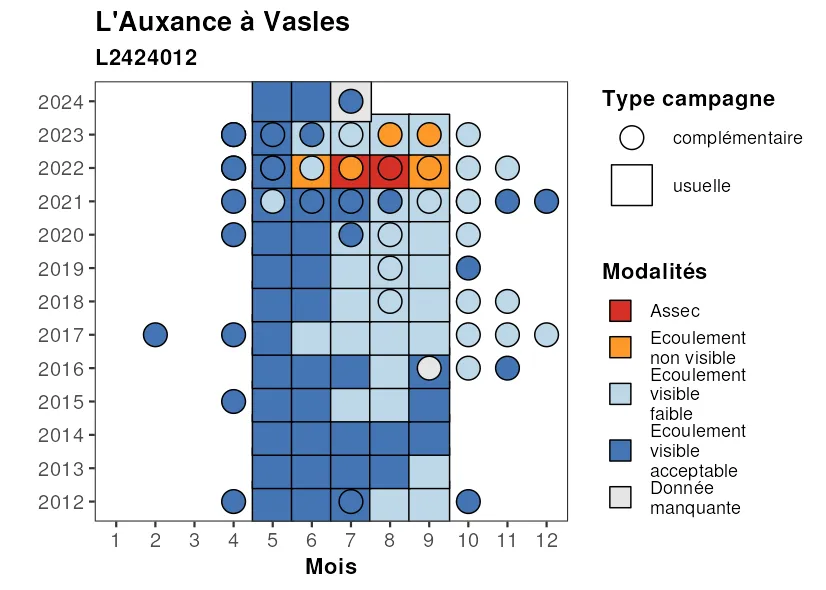 L'Auxance à Vasles
L2424012
2024
2023
2022
2021
2020
2019
2018
2017
2016
2015
2014
2013
2012
1 2 3 4 5 6 7 8 9 10 11 12
Mois
Type campagne
complémentaire
usuelle
Modalités
Assec
Ecoulement
non visible
Ecoulement
visible
faible
Ecoulement
visible
acceptable
Donnée
manquante